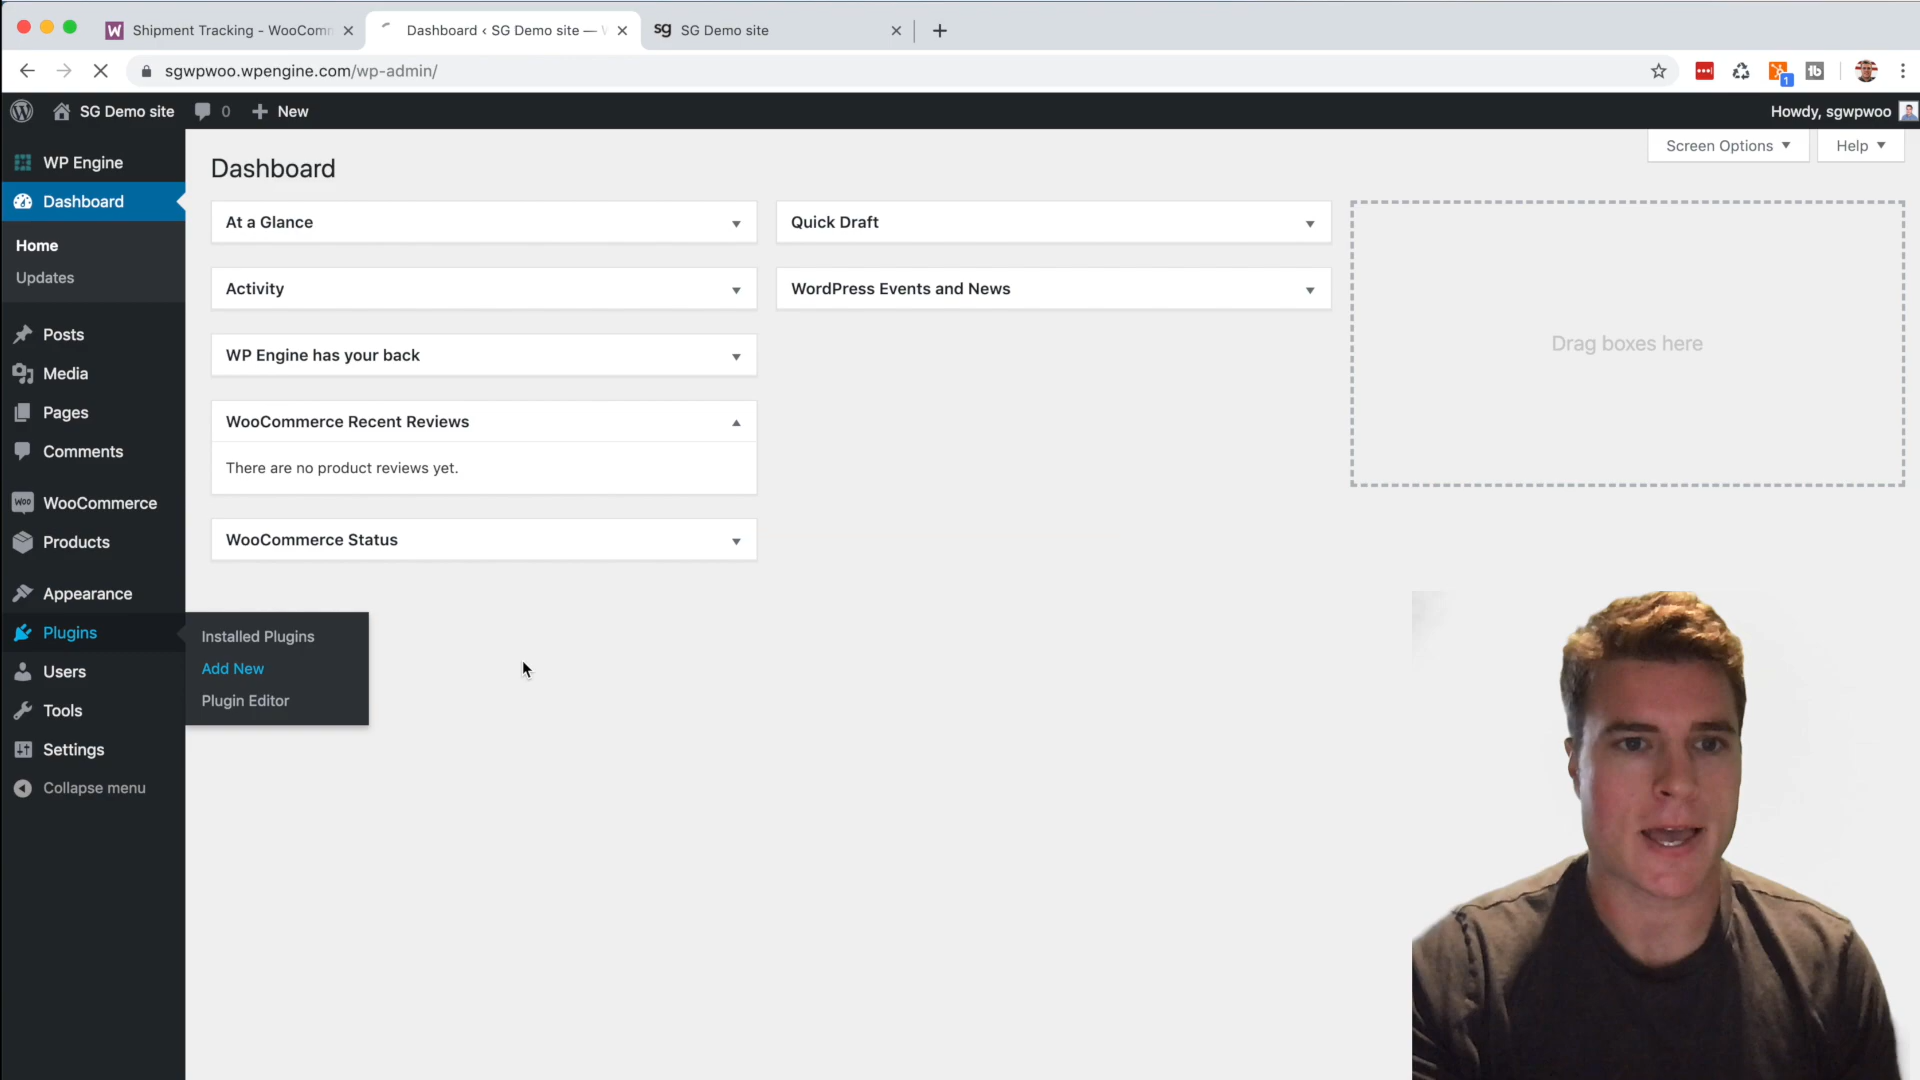 Shipment Tracking - WooComm
Dashboard ‹ SG Demo site —
sg SG Demo site
sgwpwoo.wpengine.com/wp-admin/
1
SG Demo site
0
New
Howdy, sgwpwoo
WP Engine
Dashboard
Home
Updates
Posts
Media
Pages
Comments
WooCommerce
Products
Appearance
Plugins
Installed Plugins
Add New
Plugin Editor
Users
Tools
Settings
Collapse menu
Dashboard
Screen Options
Help
At a Glance
Activity
WP Engine has your back
WooCommerce Recent Reviews
There are no product reviews yet.
WooCommerce Status
Quick Draft
WordPress Events and News
Drag boxes here